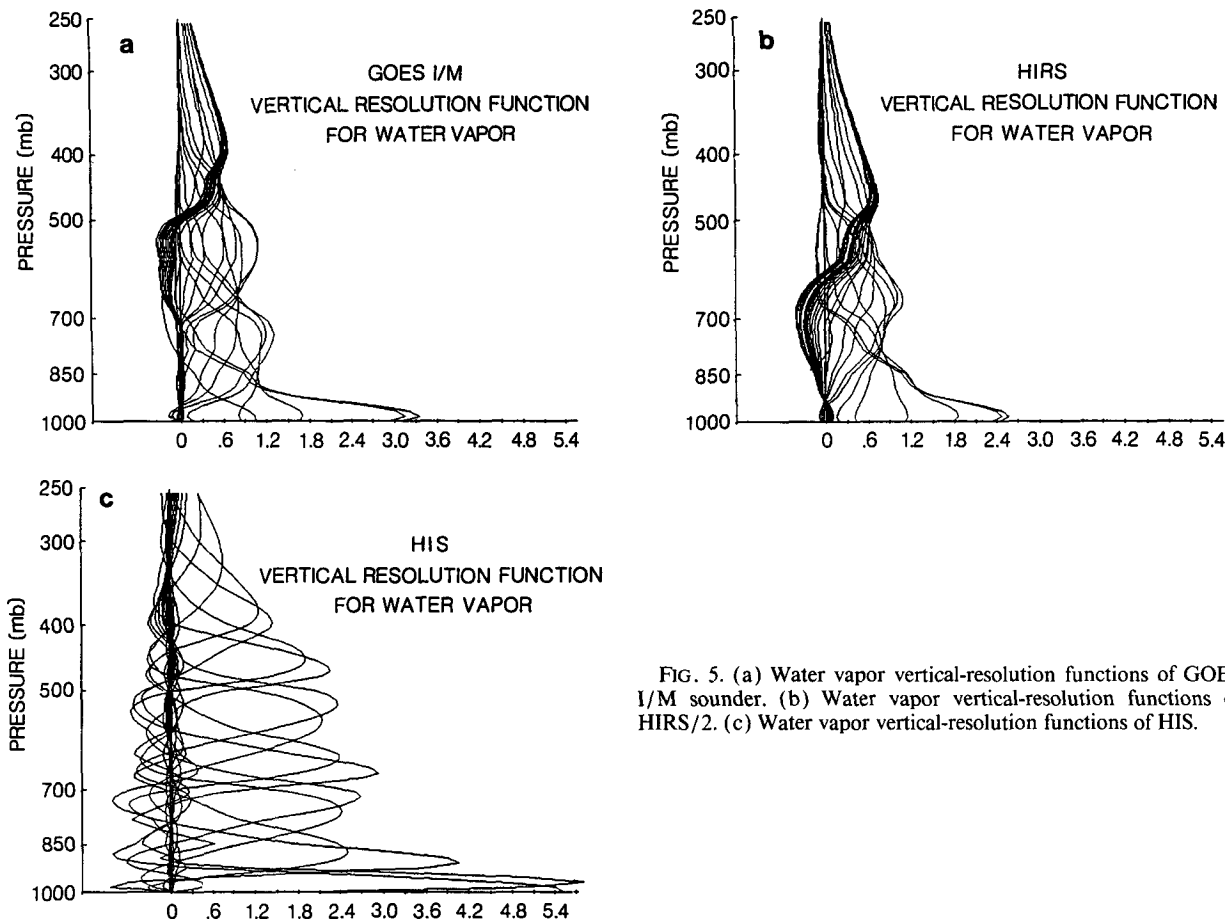 a
GOES I/M
VERTICAL RESOLUTION FUNCTION
FOR WATER VAPOR
PRESSURE (mb)
250
300
400
500
700
850
1000
0 .6 1.2 1.8 2.4 3.0 3.6 4.2 4.8 5.4
b
HIRS
VERTICAL RESOLUTION FUNCTION
FOR WATER VAPOR
PRESSURE (mb)
250
300
400
500
700
850
1000
0 .6 1.2 1.8 2.4 3.0 3.6 4.2 4.8 5.4
c
HIS
VERTICAL RESOLUTION FUNCTION
FOR WATER VAPOR
PRESSURE (mb)
250
300
400
500
700
850
1000
0 .6 1.2 1.8 2.4 3.0 3.6 4.2 4.8 5.4
FIG. 5. (a) Water vapor vertical-resolution functions of GOE
I/M sounder. (b) Water vapor vertical-resolution functions
HIRS/2. (c) Water vapor vertical-resolution functions of HIS.